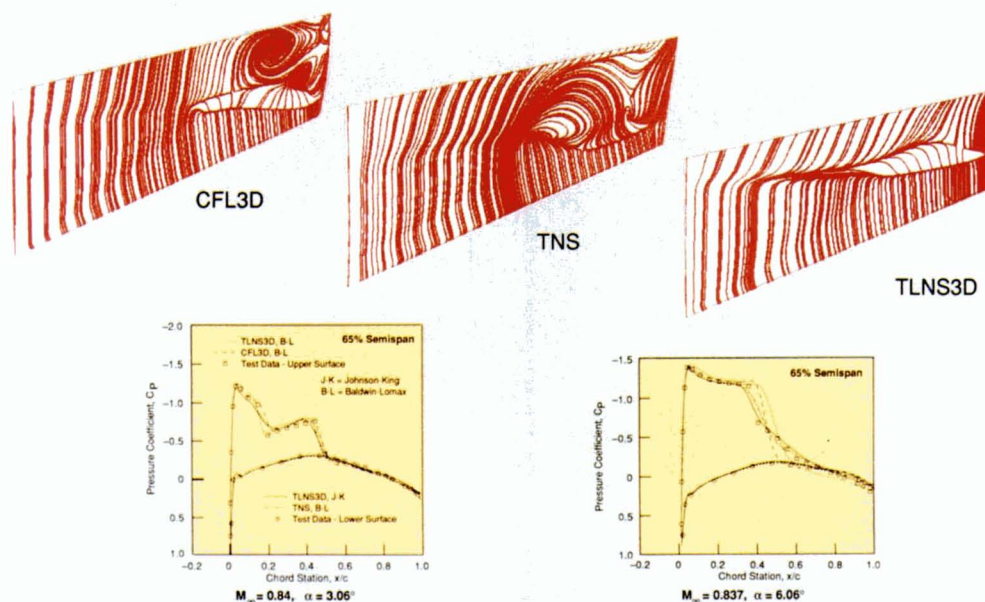 CFL3D
TNS
TLNS3D
-2.0
-1.5
-1.0
-0.5
0
0.5
1.0
Pressure Coefficient, CP
TLNS3D, B-L
CFL3D, B-L
Test Data - Upper Surface
65% Semispan
J-K = Johnson-King
B-L = Baldwin-Lomax
TLNS3D, J-K
TNS, B-L
Test Data - Lower Surface
-0.2 0 0.2 0.4 0.6 0.8 1.0
Chord Station, x/c
M∞ = 0.84, α = 3.06°
-1.5
-1.0
-0.5
0
0.5
1.0
Pressure Coefficient, CP
65% Semispan
-0.2 0 0.2 0.4 0.6 0.8 1.0
Chord Station, x/c
M∞ = 0.837, α = 6.06°